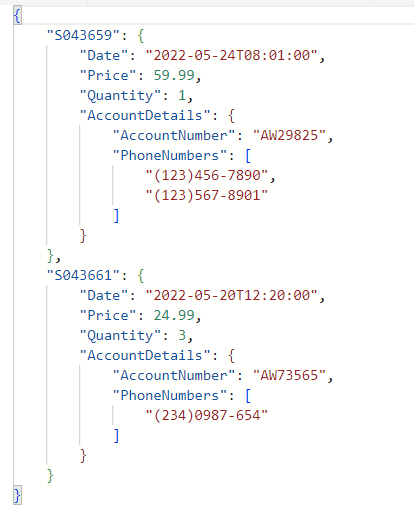 {
    "S043659": {
        "Date": "2022-05-24T08:01:00",
        "Price": 59.99,
        "Quantity": 1,
        "AccountDetails": {
            "AccountNumber": "AW29825",
            "PhoneNumbers": [
                "(123)456-7890",
                "(123)567-8901"
            ]
        }
    },
    "S043661": {
        "Date": "2022-05-20T12:20:00",
        "Price": 24.99,
        "Quantity": 3,
        "AccountDetails": {
            "AccountNumber": "AW73565",
            "PhoneNumbers": [
                "(234)0987-654"
            ]
        }
    }
}